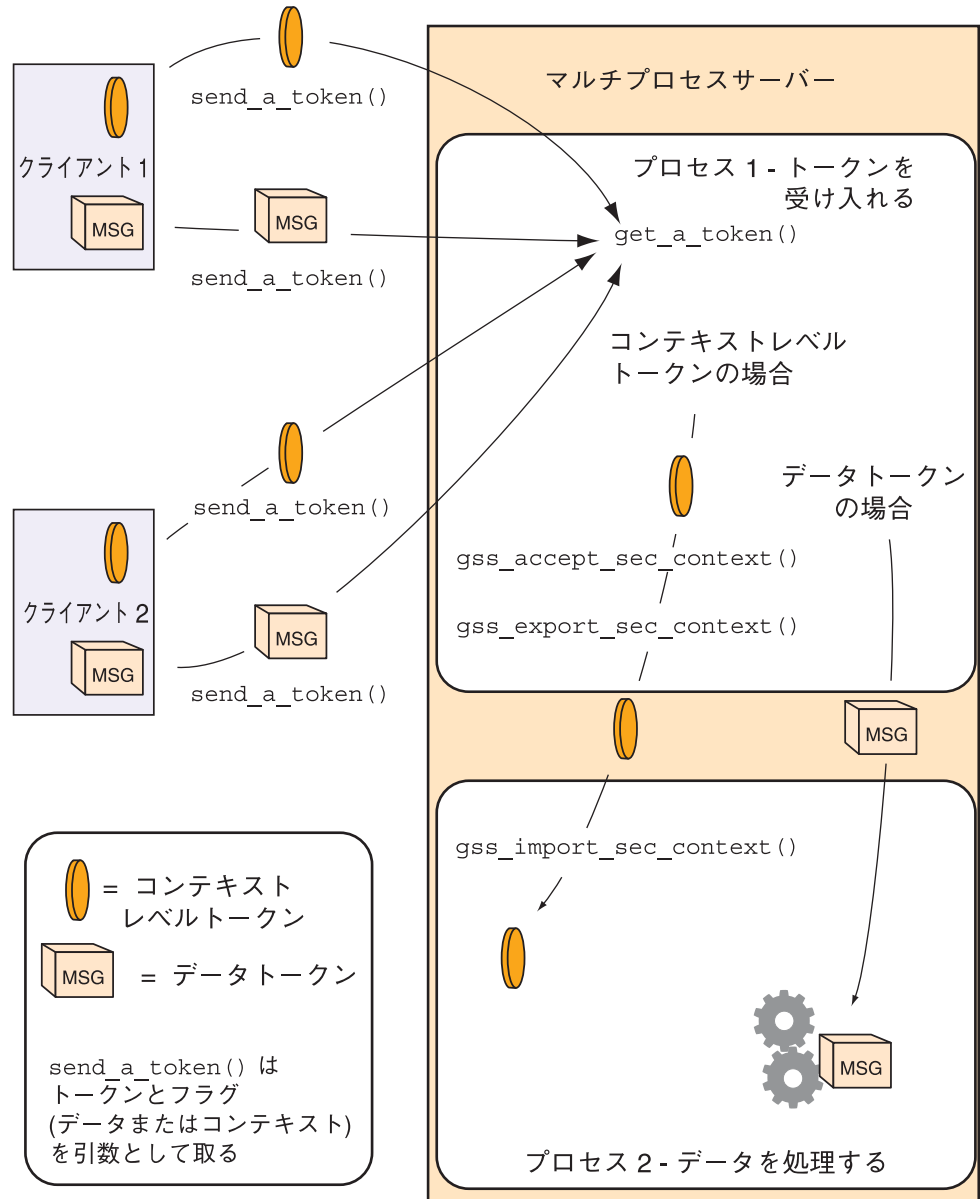 send_a_token()
クライアント 1
MSG
MSG
send_a_token()
send_a_token()
クライアント 2
MSG
MSG
send_a_token()
マルチプロセスサーバー
プロセス 1 - トークンを
受け入れる
get_a_token()
コンテキストレベル
トークンの場合
データトークン
の場合
gss_accept_sec_context()
gss_export_sec_context()
MSG
gss_import_sec_context()
MSG
プロセス 2 - データを処理する
= コンテキスト
レベルトークン
MSG
= データトークン
send_a_token() は
トークンとフラグ
(データまたはコンテキスト)
を引数として取る